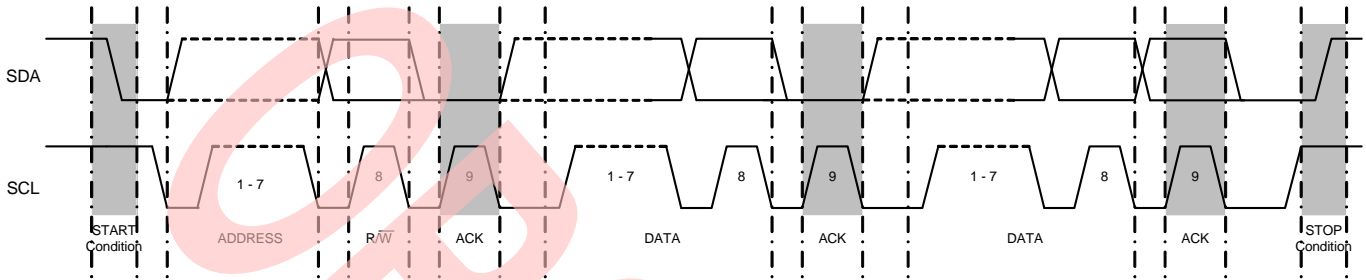 SDA
SCL
1 - 7
8
9
1 - 7
8
9
1 - 7
8
9
START
Condition
ADDRESS
R/W̅
ACK
DATA
ACK
DATA
ACK
STOP
Condition